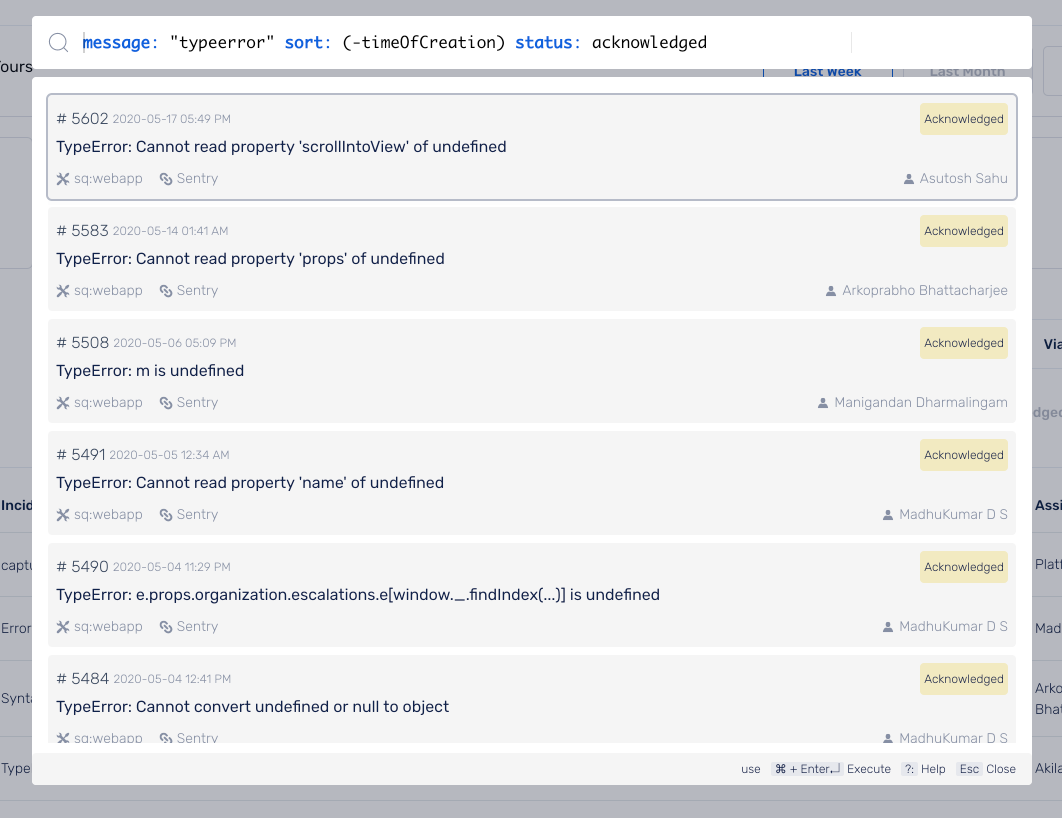 message: "typeerror" sort: (-timeOfCreation) status: acknowledged
Yours
Last Week Last Month
# 5602 2020-05-17 05:49 PM Acknowledged
TypeError: Cannot read property 'scrollIntoView' of undefined
sq:webapp Sentry Asutosh Sahu
# 5583 2020-05-14 01:41 AM Acknowledged
TypeError: Cannot read property 'props' of undefined
sq:webapp Sentry Arkoprabho Bhattacharjee
# 5508 2020-05-06 05:09 PM Acknowledged
Via
TypeError: m is undefined
sq:webapp Sentry Manigandan Dharmalingam
dged
# 5491 2020-05-05 12:34 AM Acknowledged
TypeError: Cannot read property 'name' of undefined
Incid Assi
sq:webapp Sentry MadhuKumar D S
# 5490 2020-05-04 11:29 PM Acknowledged
captu Platf
TypeError: e.props.organization.escalations.e[window._.findIndex(...)] is undefined
sq:webapp Sentry MadhuKumar D S
Error Mad
# 5484 2020-05-04 12:41 PM Acknowledged
Synta Arko
TypeError: Cannot convert undefined or null to object
Bhat
sq:webapp Sentry MadhuKumar D S
Type use ⌘ + Enter↵ Execute ?: Help Esc Close Akila